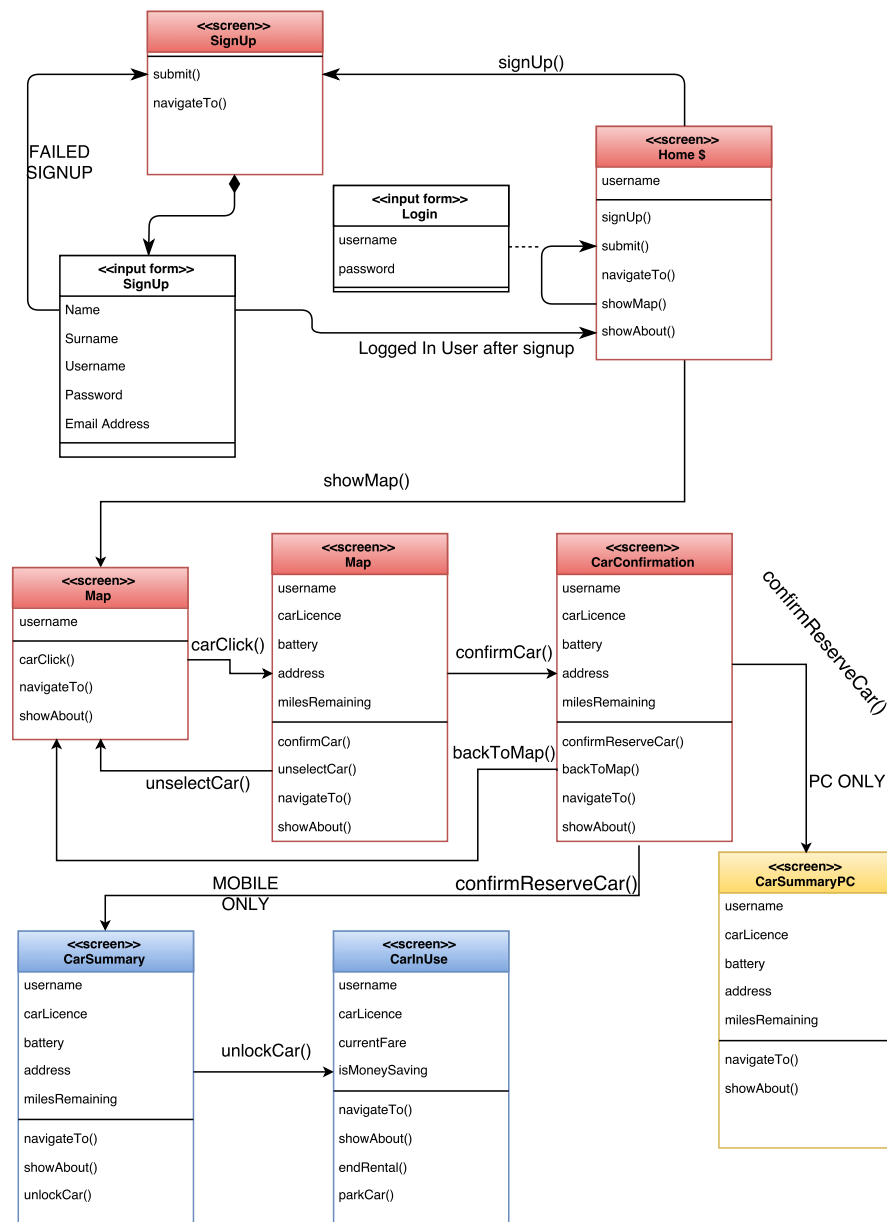 <<screen>>
SignUp
submit()
navigateTo()
signUp()
<<screen>>
Home $
username
signUp()
submit()
navigateTo()
showMap()
showAbout()
FAILED
SIGNUP
<<input form>>
Login
username
password
<<input form>>
SignUp
Name
Surname
Username
Password
Email Address
Logged In User after signup
showMap()
<<screen>>
Map
username
carClick()
navigateTo()
showAbout()
carClick()
unselectCar()
<<screen>>
Map
username
carLicence
battery
address
milesRemaining
confirmCar()
unselectCar()
navigateTo()
showAbout()
confirmCar()
backToMap()
<<screen>>
CarConfirmation
username
carLicence
battery
address
milesRemaining
confirmReserveCar()
backToMap()
navigateTo()
showAbout()
confirmReserveCar()
PC ONLY
<<screen>>
CarSummaryPC
username
carLicence
battery
address
milesRemaining
navigateTo()
showAbout()
MOBILE
ONLY
confirmReserveCar()
<<screen>>
CarSummary
username
carLicence
battery
address
milesRemaining
navigateTo()
showAbout()
unlockCar()
unlockCar()
<<screen>>
CarInUse
username
carLicence
currentFare
isMoneySaving
navigateTo()
showAbout()
endRental()
parkCar()